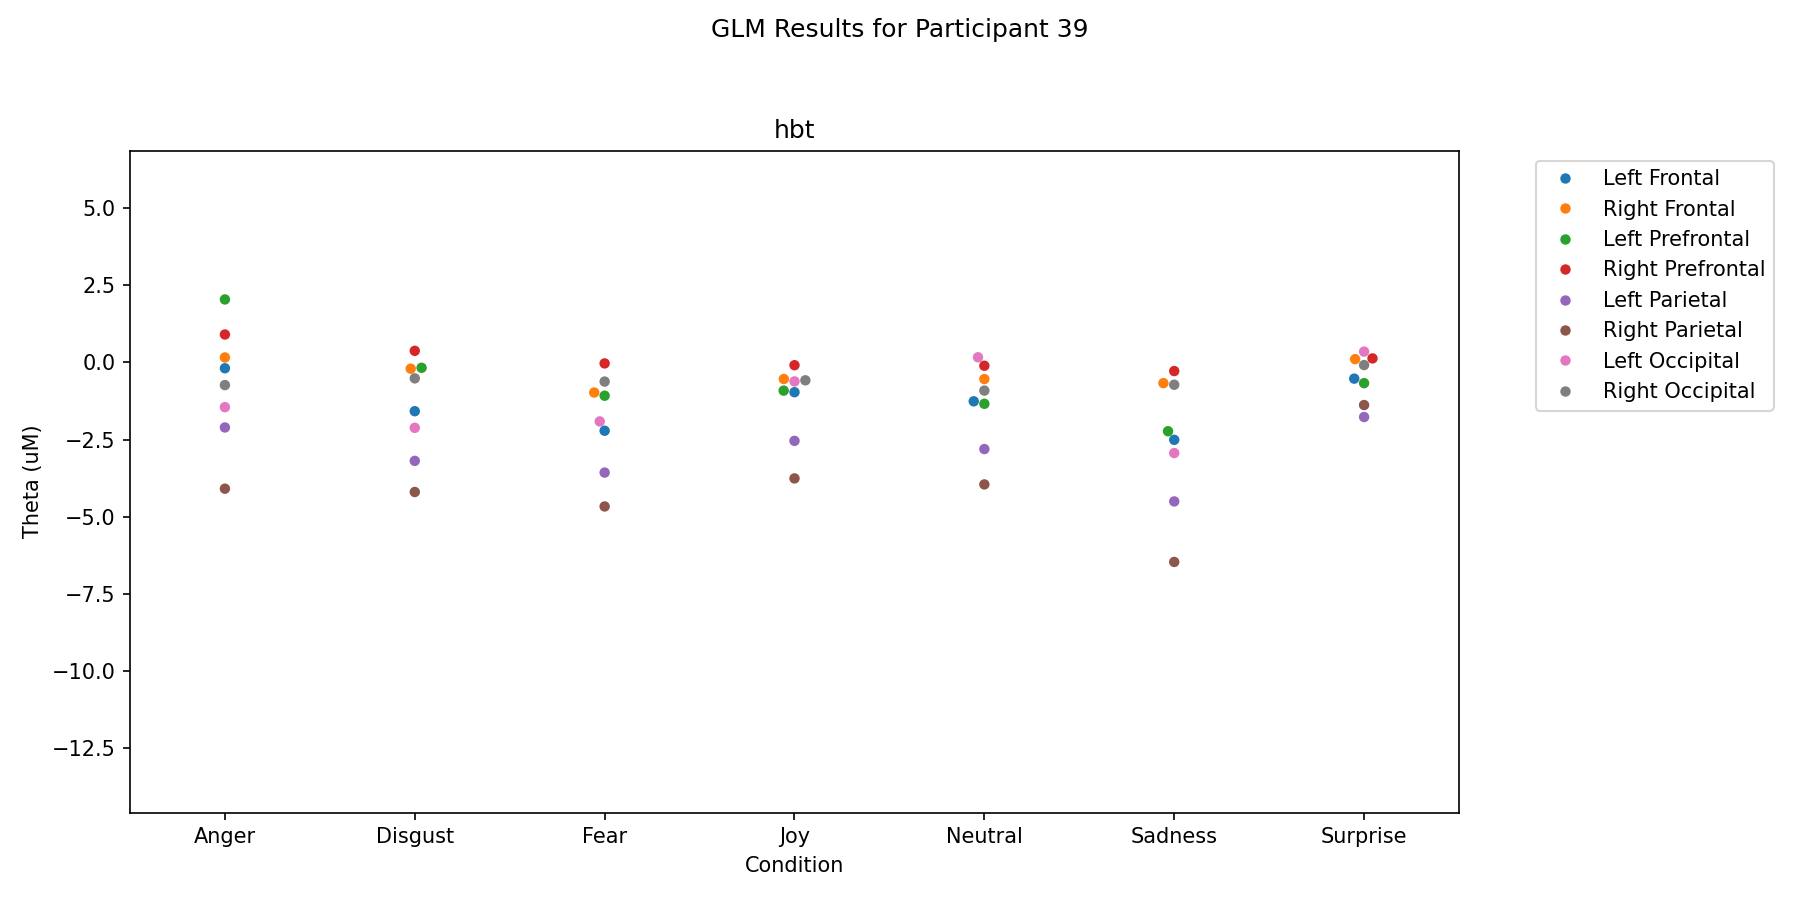 GLM Results for Participant 39
hbt
Theta (uM)
5.0
2.5
0.0
−2.5
−5.0
−7.5
−10.0
−12.5
Anger
Disgust
Fear
Joy
Neutral
Sadness
Surprise
Condition
Left Frontal
Right Frontal
Left Prefrontal
Right Prefrontal
Left Parietal
Right Parietal
Left Occipital
Right Occipital